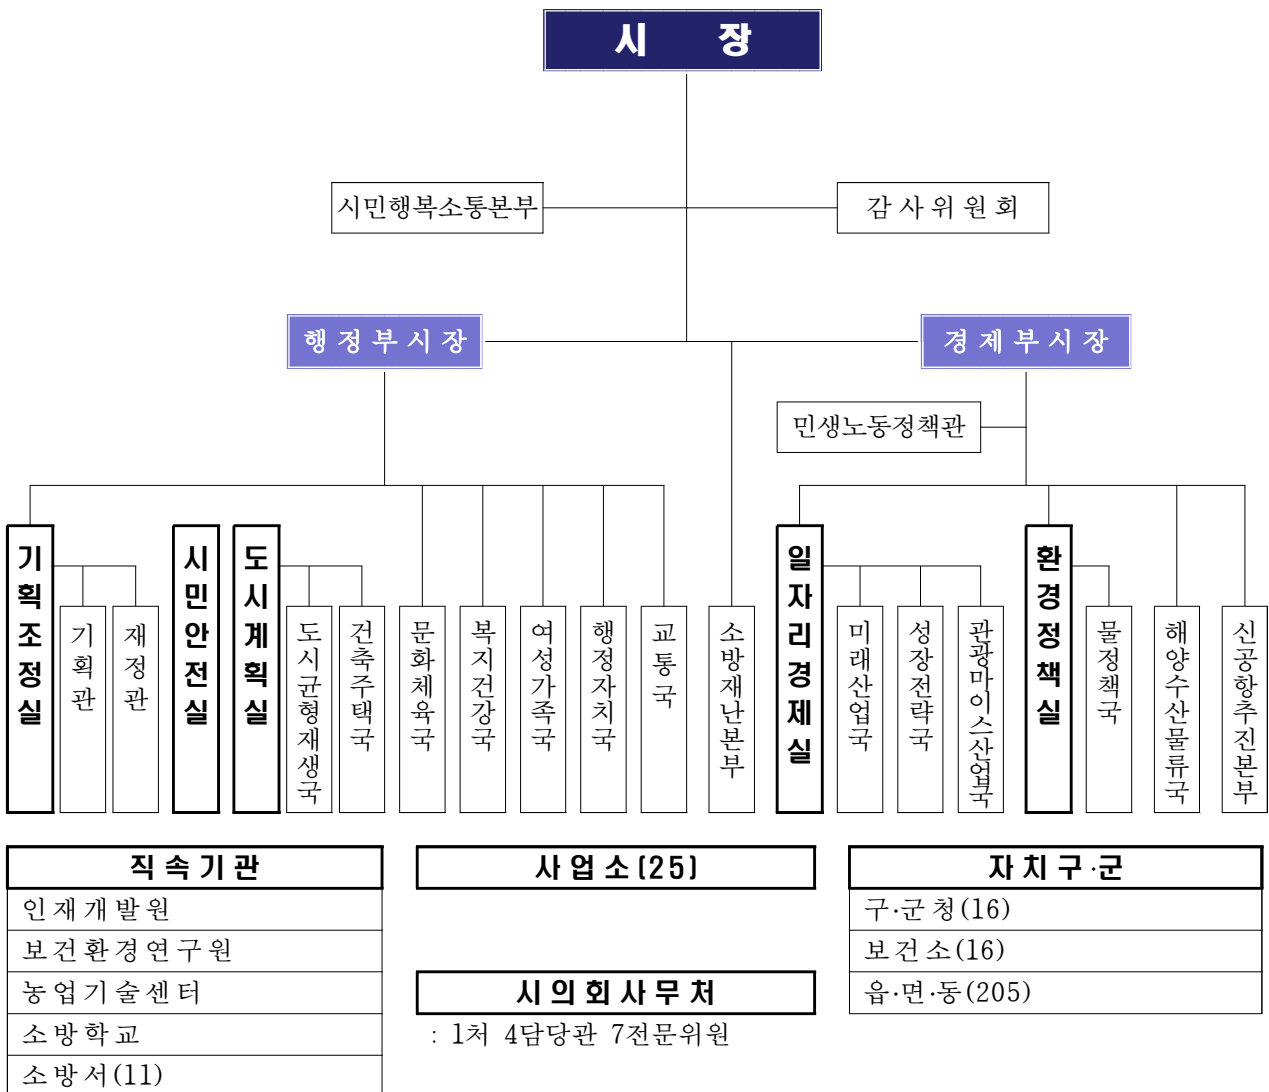 시 장
시민행복소통본부
감사위원회
행정부시장
경제부시장
민생노동정책관
기획조정실
기획관
재정관
시민안전실
도시계획실
도시균형재생국
건축주택국
문화체육국
복지건강국
여성가족국
행정자치국
교통국
소방재난본부
일자리경제실
미래산업국
성장전략국
관광마이스산업국
환경정책실
물정책국
해양수산물류국
신공항추진본부
직속기관
인재개발원
보건환경연구원
농업기술센터
소방학교
소방서(11)
사업소(25)
시의회사무처
: 1처 4담당관 7전문위원
자치구·군
구·군청(16)
보건소(16)
읍·면·동(205)